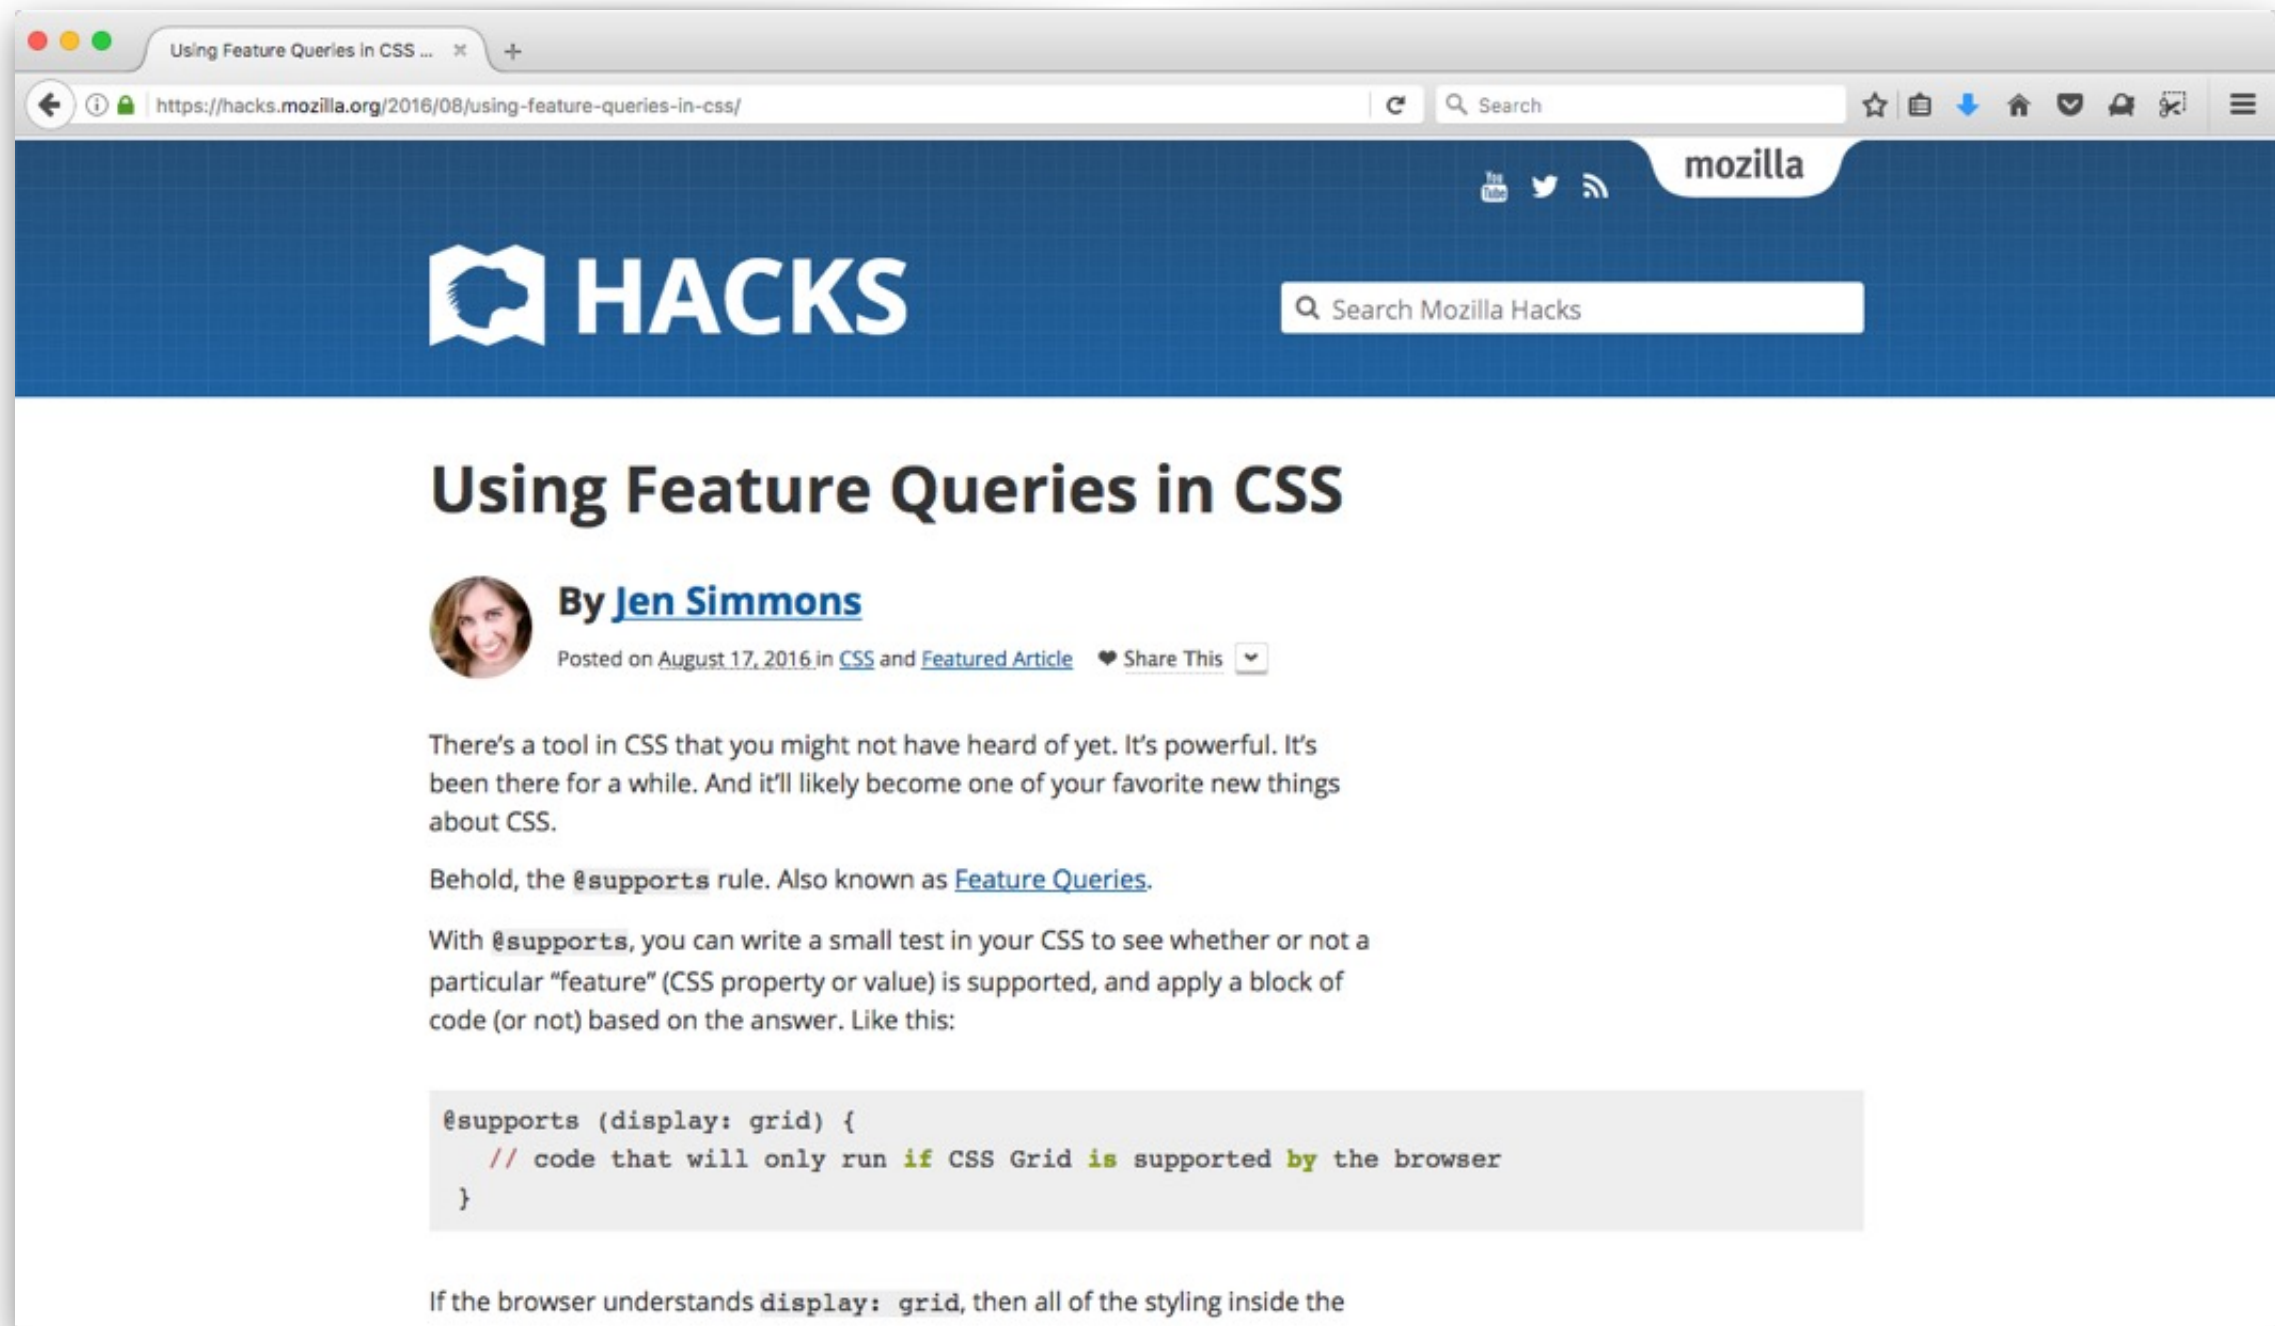 Using Feature Queries in CSS ...
https://hacks.mozilla.org/2016/08/using-feature-queries-in-css/
Search
You Tube
mozilla
HACKS
Search Mozilla Hacks
Using Feature Queries in CSS
By Jen Simmons
Posted on August 17, 2016 in CSS and Featured Article Share This
There’s a tool in CSS that you might not have heard of yet. It’s powerful. It’s
been there for a while. And it’ll likely become one of your favorite new things
about CSS.
Behold, the @supports rule. Also known as Feature Queries.
With @supports, you can write a small test in your CSS to see whether or not a
particular “feature” (CSS property or value) is supported, and apply a block of
code (or not) based on the answer. Like this:
@supports (display: grid) {
// code that will only run if CSS Grid is supported by the browser
}
If the browser understands display: grid, then all of the styling inside the